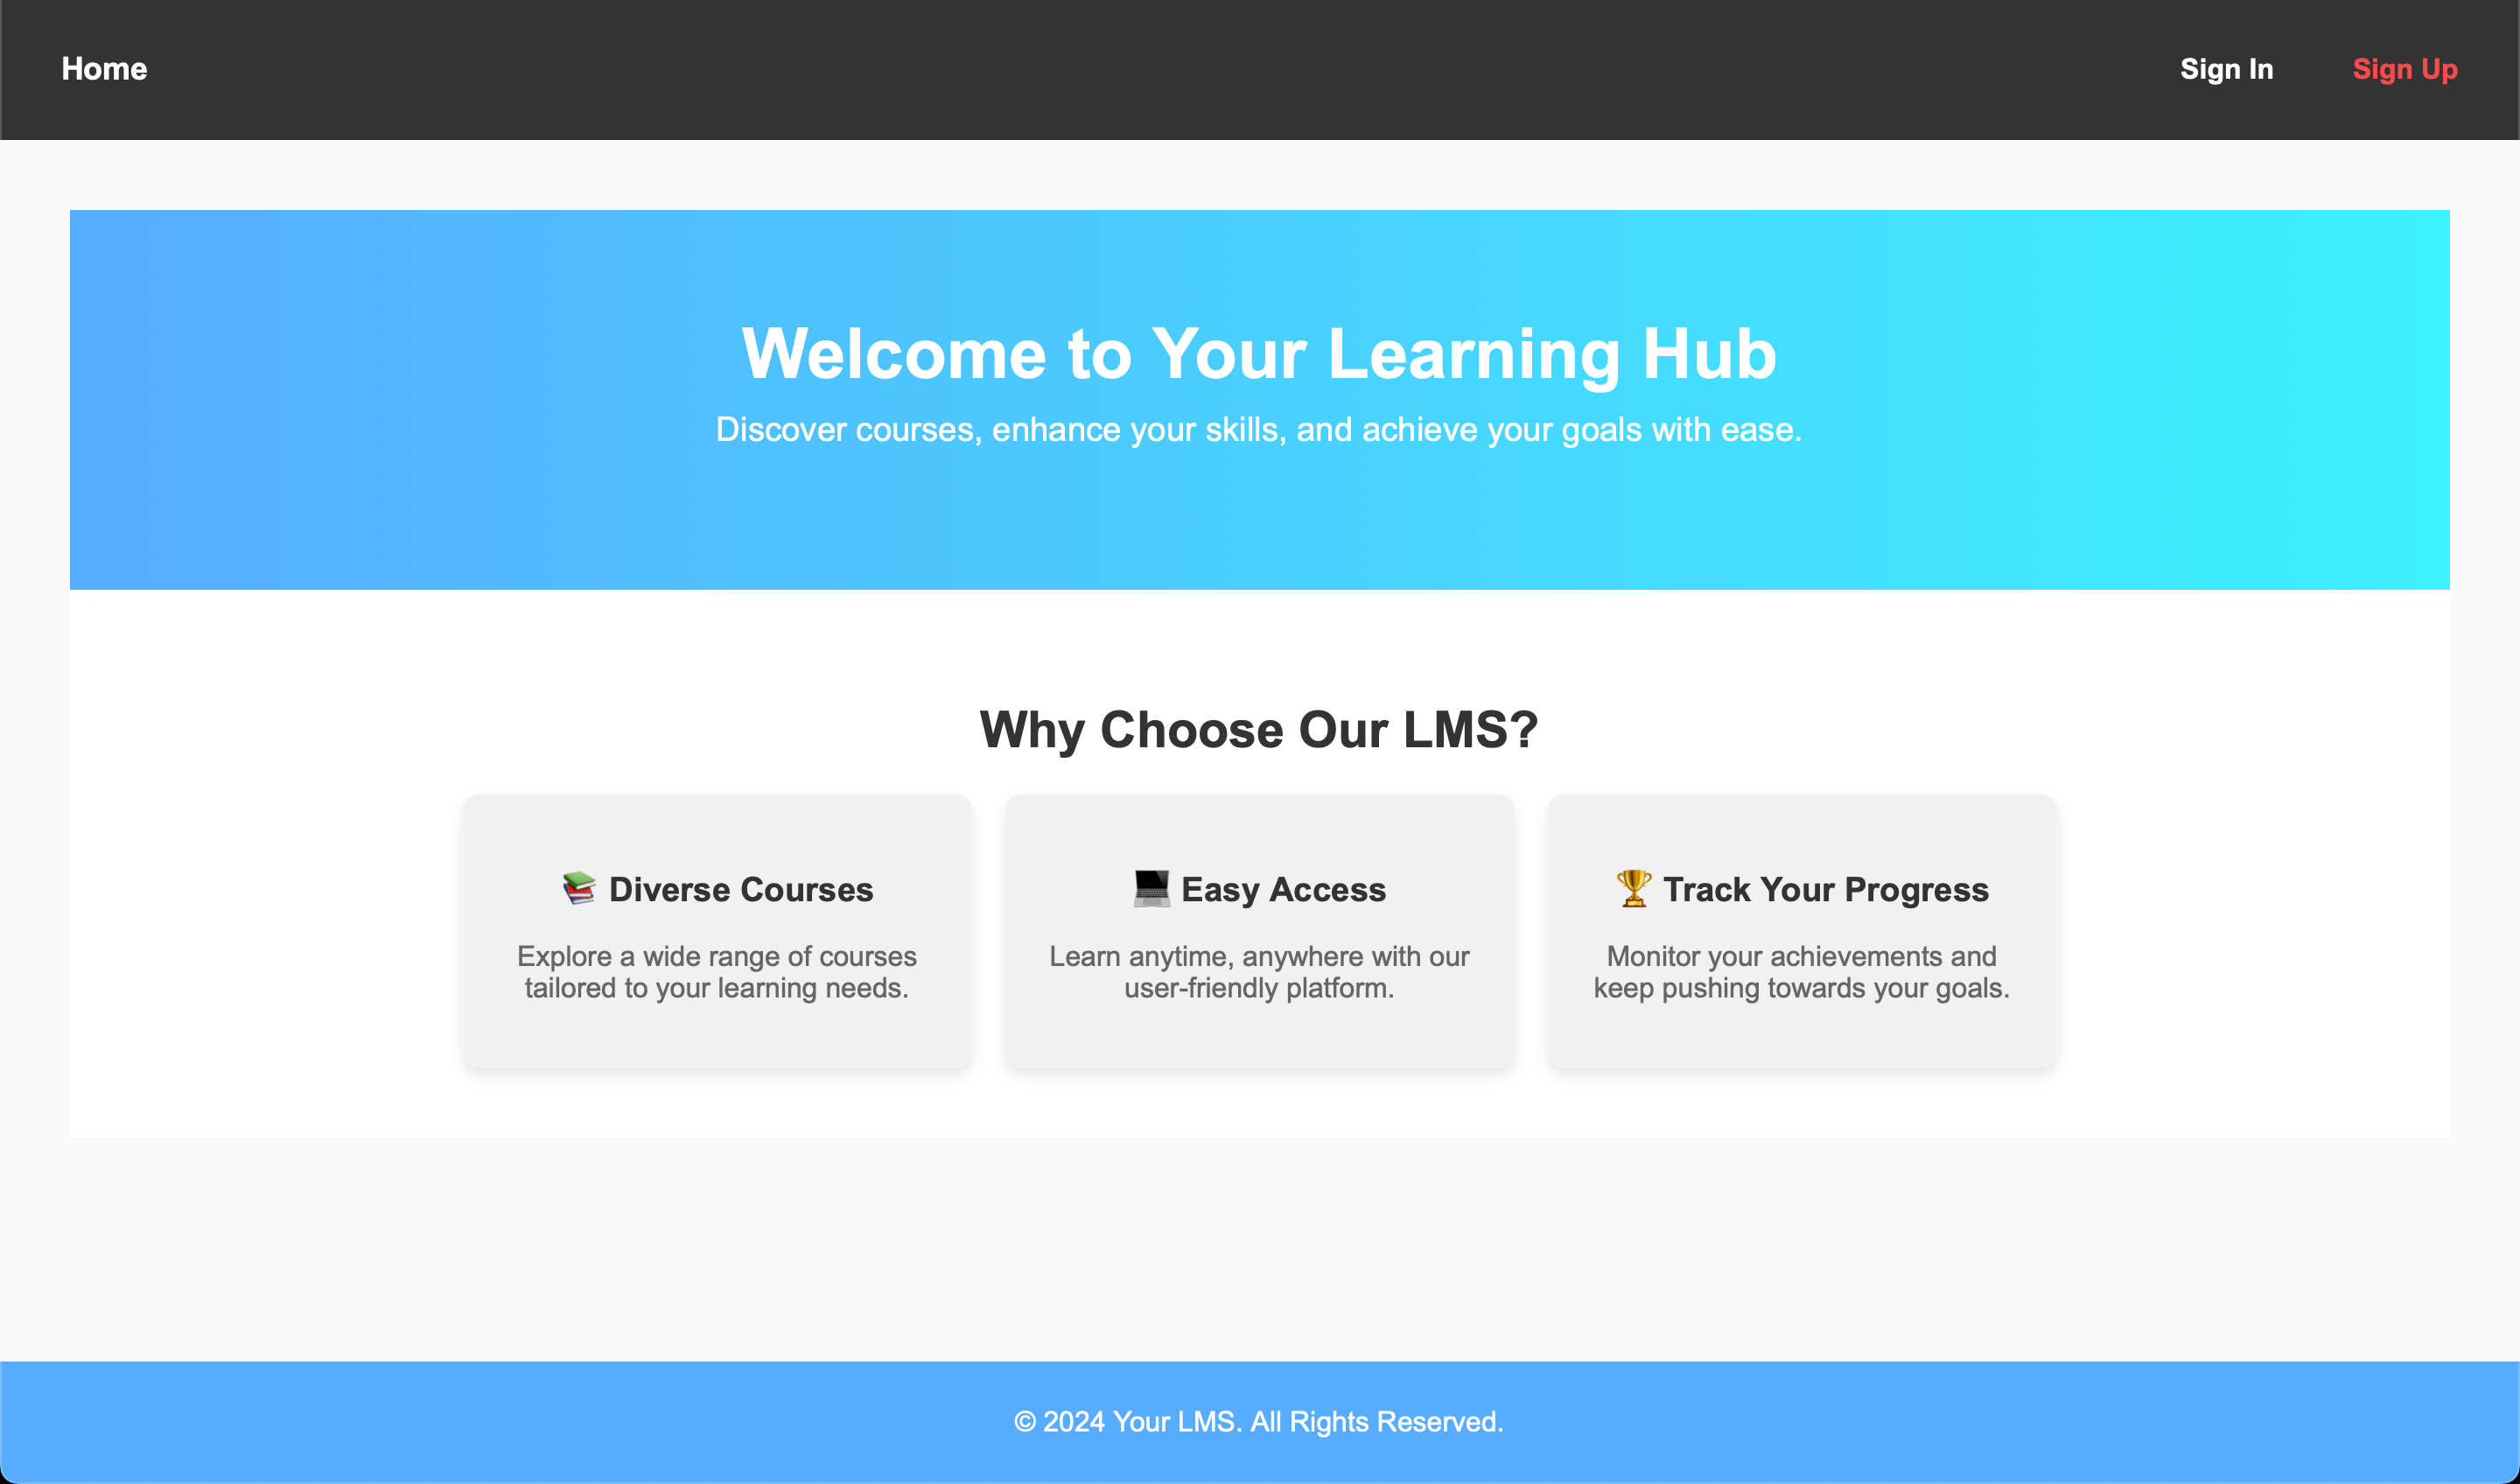 Home
Sign In
Sign Up
Welcome to Your Learning Hub
Discover courses, enhance your skills, and achieve your goals with ease.
Why Choose Our LMS?
📚 Diverse Courses
Explore a wide range of courses
tailored to your learning needs.
💻 Easy Access
Learn anytime, anywhere with our
user-friendly platform.
🏆 Track Your Progress
Monitor your achievements and
keep pushing towards your goals.
© 2024 Your LMS. All Rights Reserved.